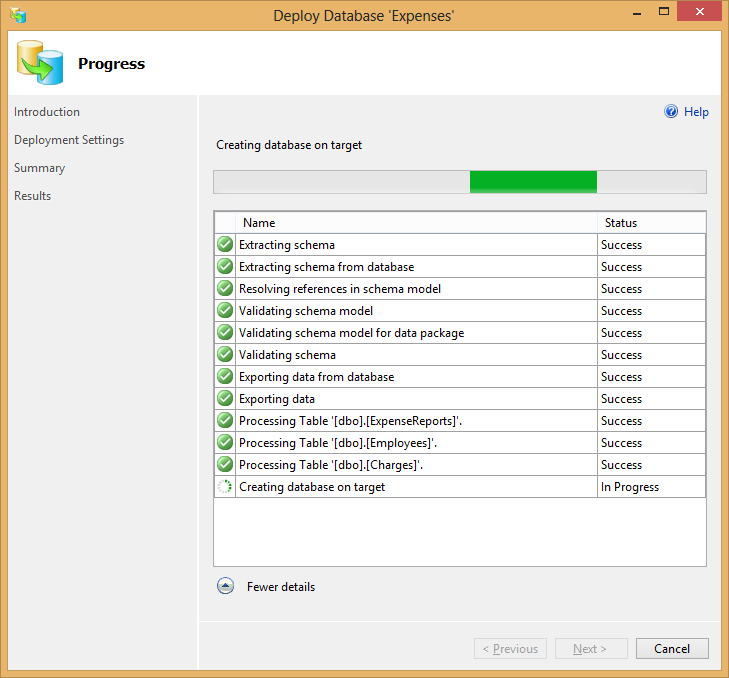 Deploy Database 'Expenses'
Progress
Introduction
Deployment Settings
Summary
Results
Help
Creating database on target
Name Status
Extracting schema Success
Extracting schema from database Success
Resolving references in schema model Success
Validating schema model Success
Validating schema model for data package Success
Validating schema Success
Exporting data from database Success
Exporting data Success
Processing Table '[dbo].[ExpenseReports]'. Success
Processing Table '[dbo].[Employees]'. Success
Processing Table '[dbo].[Charges]'. Success
Creating database on target In Progress
Fewer details
< Previous Next > Cancel